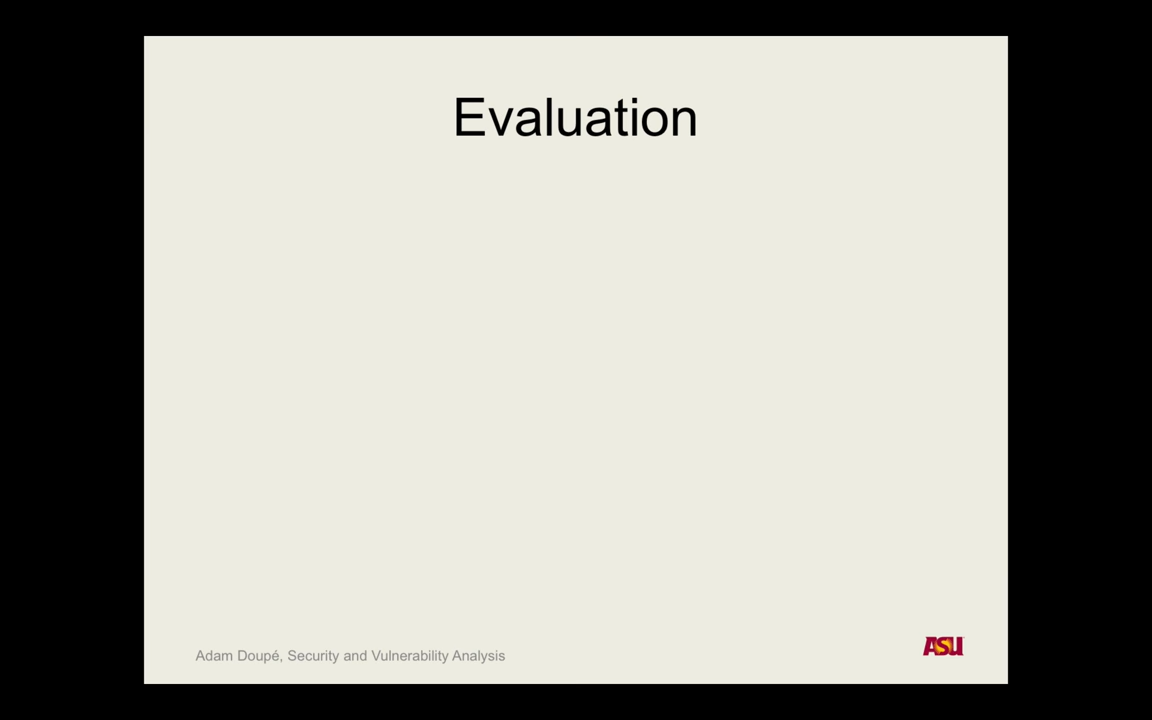 Evaluation
Adam Doupé, Security and Vulnerability Analysis
ASU